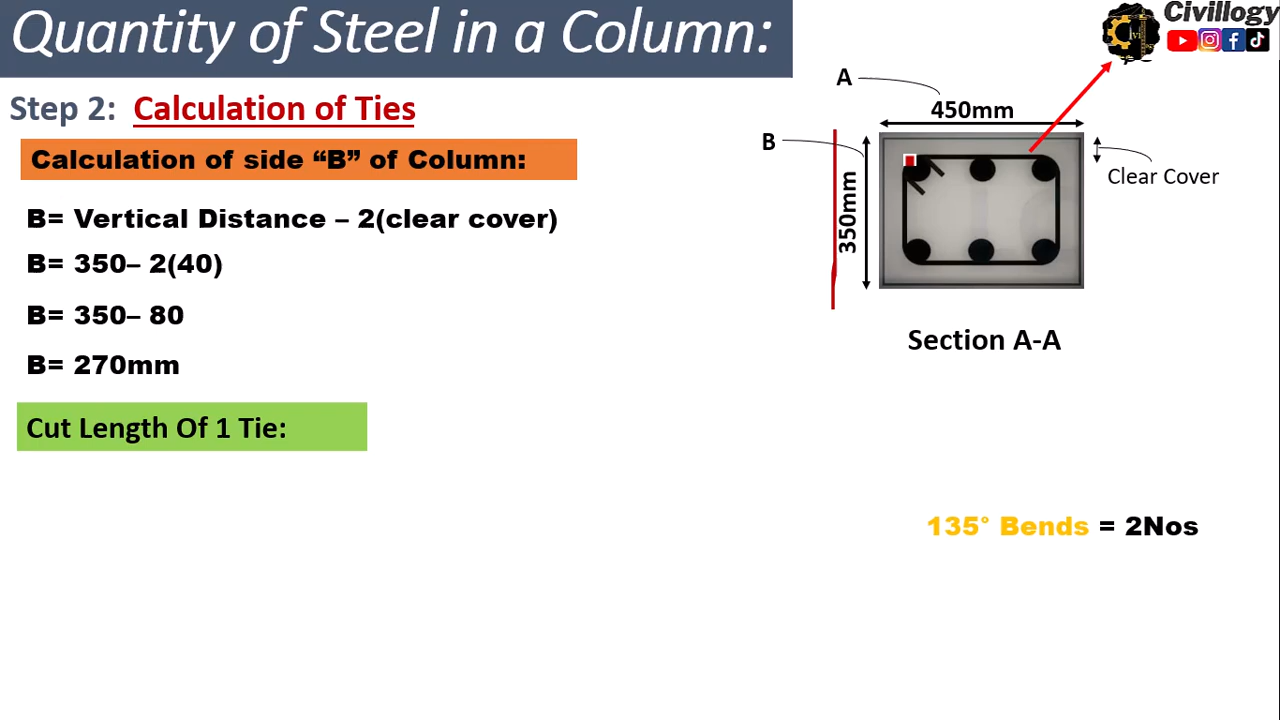 Quantity of Steel in a Column:
Civillogy
Step 2: Calculation of Ties
Calculation of side “B” of Column:
B= Vertical Distance – 2(clear cover)
B= 350– 2(40)
B= 350– 80
B= 270mm
Cut Length Of 1 Tie:
A
450mm
B
350mm
Clear Cover
Section A-A
135° Bends = 2Nos